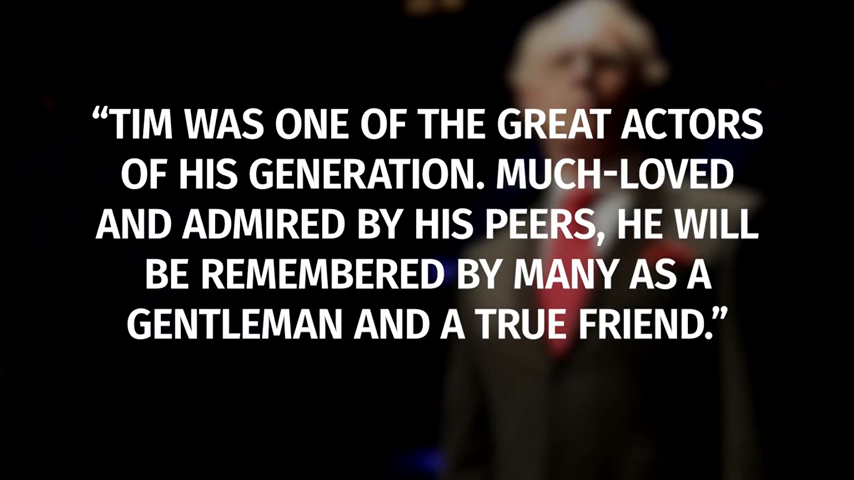 “TIM WAS ONE OF THE GREAT ACTORS
OF HIS GENERATION. MUCH-LOVED
AND ADMIRED BY HIS PEERS, HE WILL
BE REMEMBERED BY MANY AS A
GENTLEMAN AND A TRUE FRIEND.”